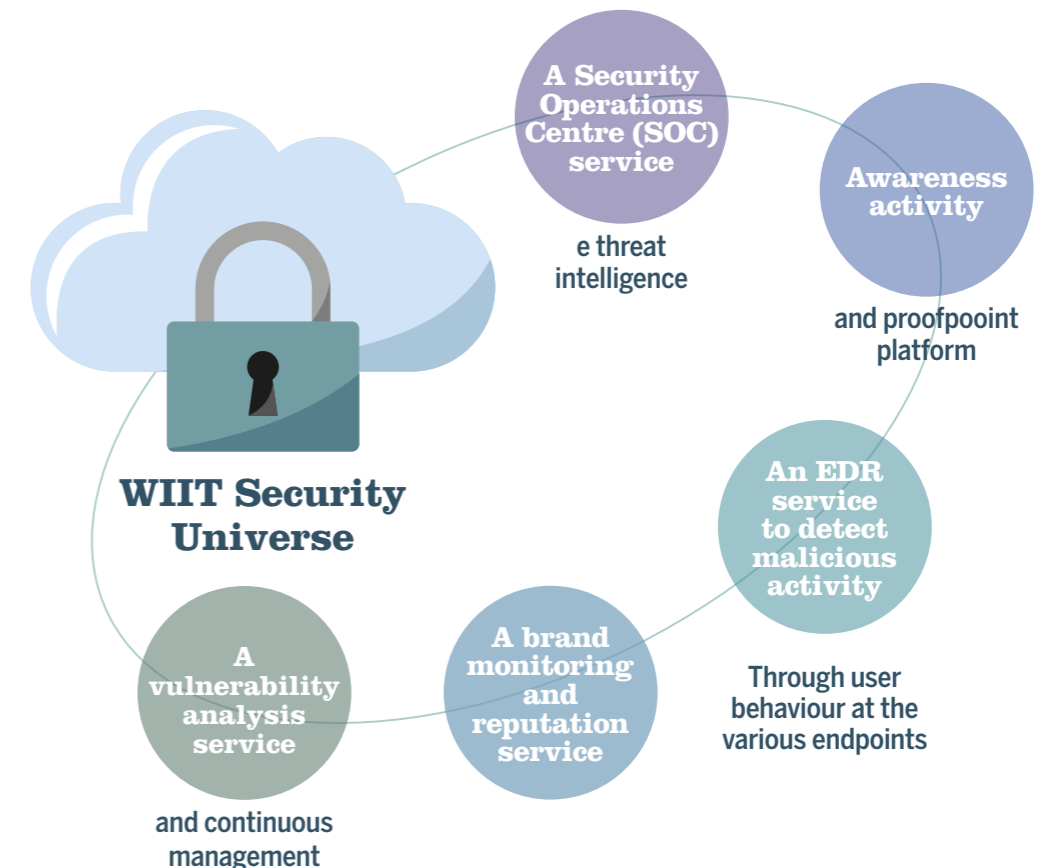 A Security
Operations
Centre (SOC)
service
e threat
intelligence
Awareness
activity
and proofpooint
platform
An EDR
service
to detect
malicious
activity
Through user
behaviour at the
various endpoints
A brand
monitoring
and
reputation
service
A
vulnerability
analysis
service
and continuous
management
WIIT Security
Universe